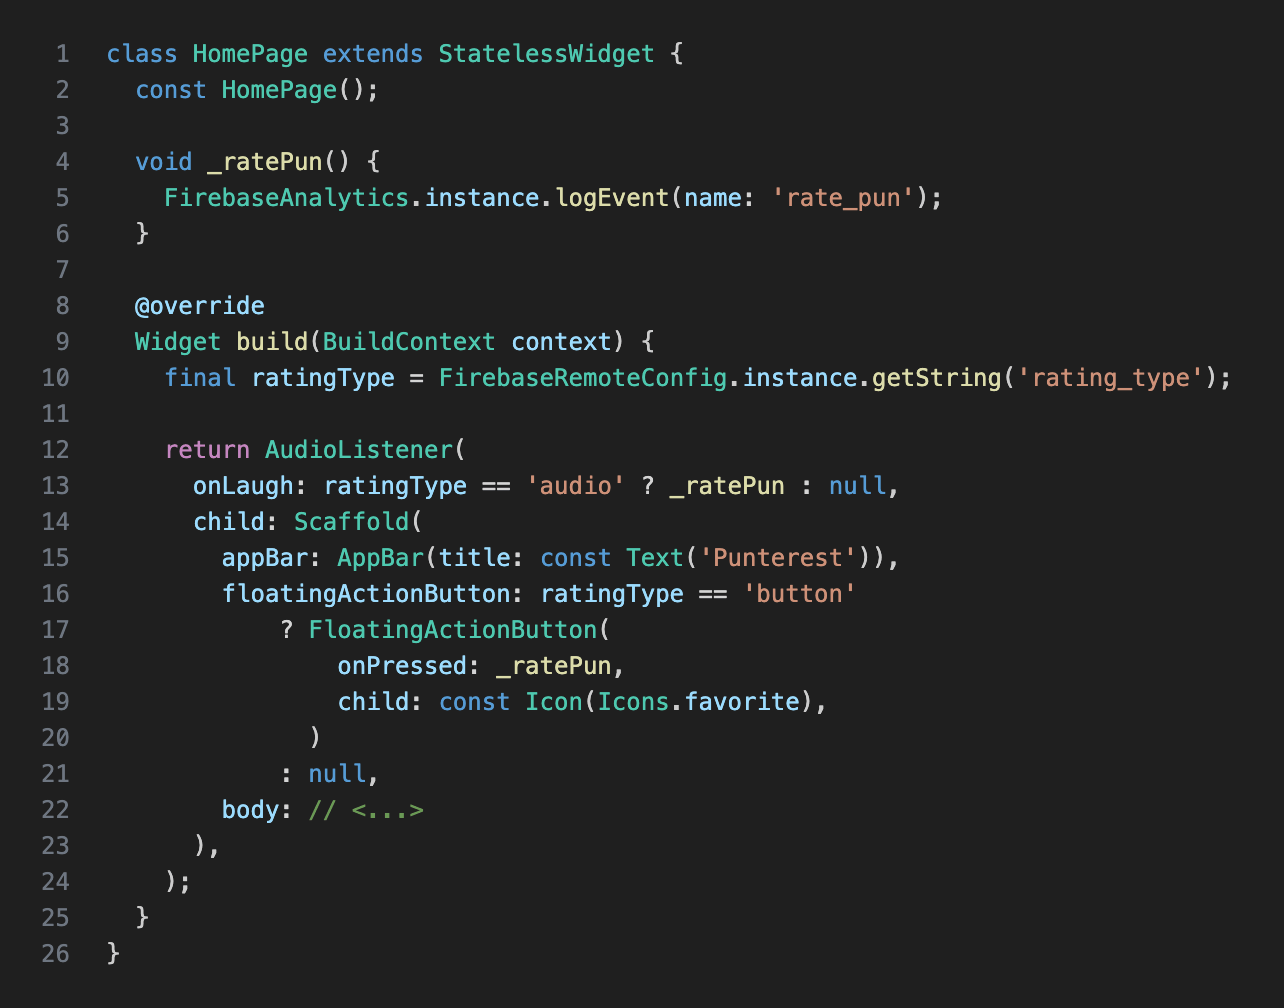 1 class HomePage extends StatelessWidget {
2   const HomePage();
3
4   void _ratePun() {
5     FirebaseAnalytics.instance.logEvent(name: 'rate_pun');
6   }
7
8   @override
9   Widget build(BuildContext context) {
10     final ratingType = FirebaseRemoteConfig.instance.getString('rating_type');
11
12     return AudioListener(
13       onLaugh: ratingType == 'audio' ? _ratePun : null,
14       child: Scaffold(
15         appBar: AppBar(title: const Text('Punterest')),
16         floatingActionButton: ratingType == 'button'
17             ? FloatingActionButton(
18                 onPressed: _ratePun,
19                 child: const Icon(Icons.favorite),
20               )
21             : null,
22         body: // <...>
23       ),
24     );
25   }
26 }